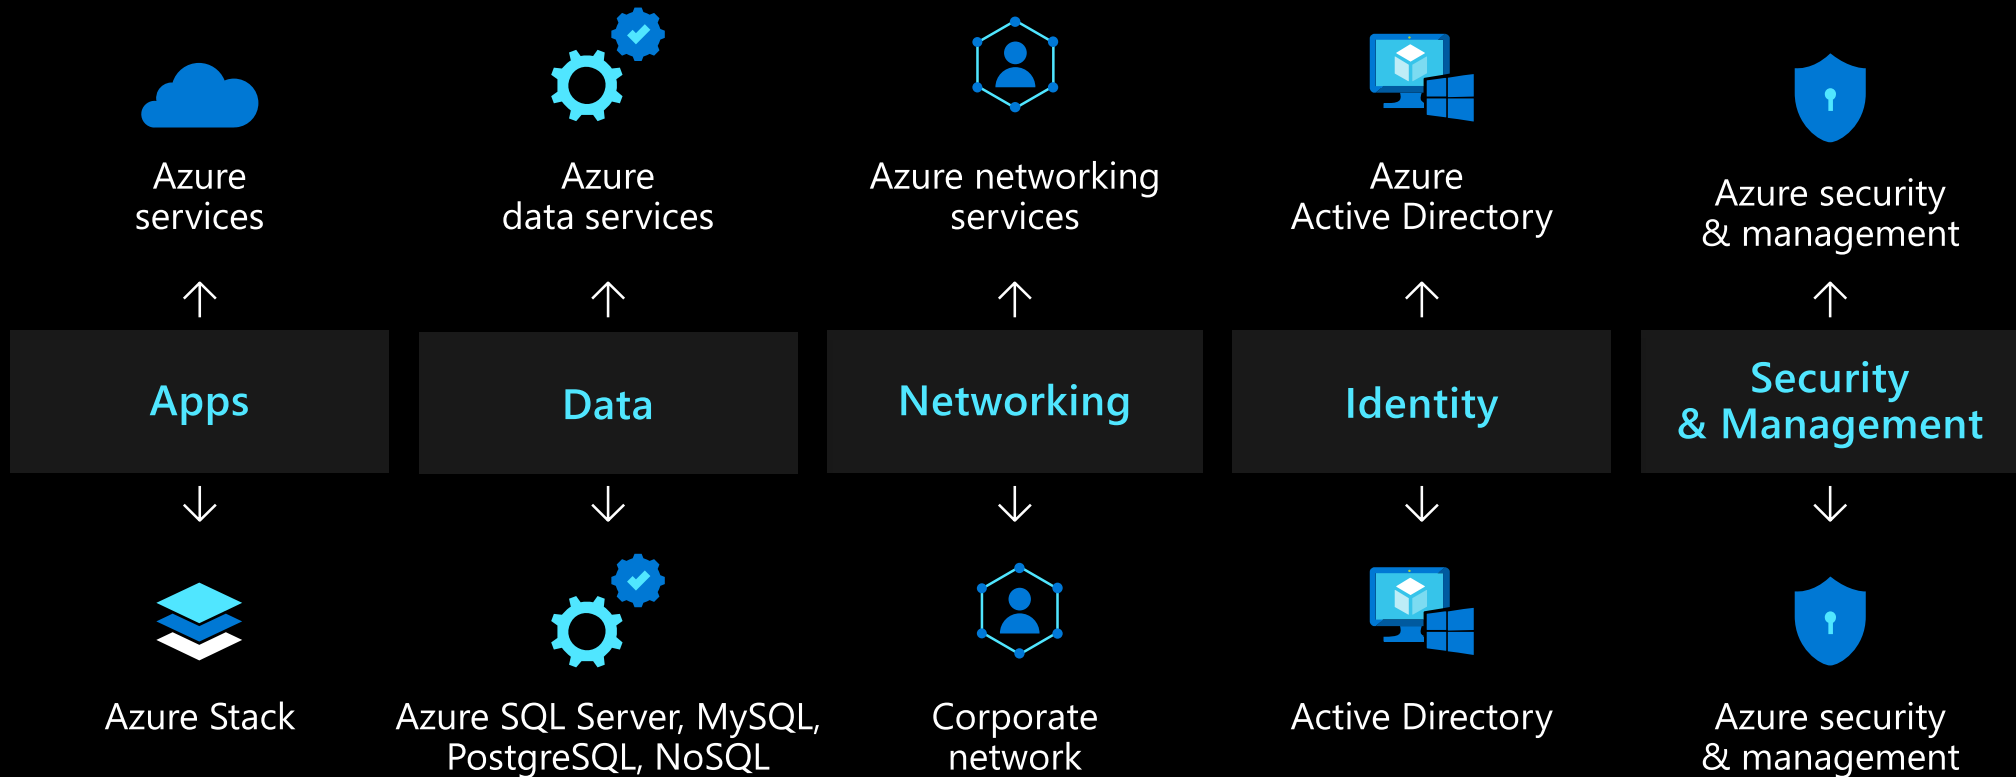 Azure
services
Azure
data services
Azure networking
services
Azure
Active Directory
Azure security
& management
Apps
Data
Networking
Identity
Security
& Management
Azure Stack
Azure SQL Server, MySQL,
PostgreSQL, NoSQL
Corporate
network
Active Directory
Azure security
& management